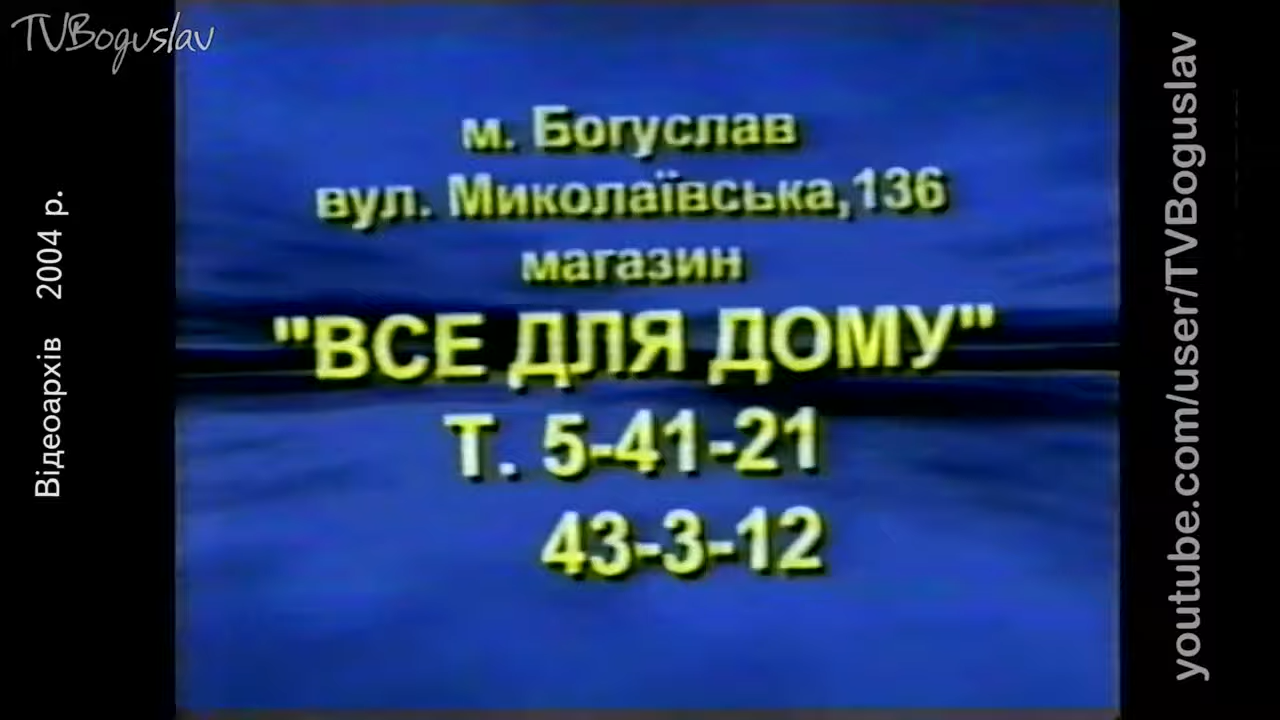 TVBoguslav
м. Богуслав
вул. Миколаївська,136
магазин
"ВСЕ ДЛЯ ДОМУ"
Т. 5-41-21
43-3-12
Відеоархів 2004 р.
youtube.com/user/TVBoguslav